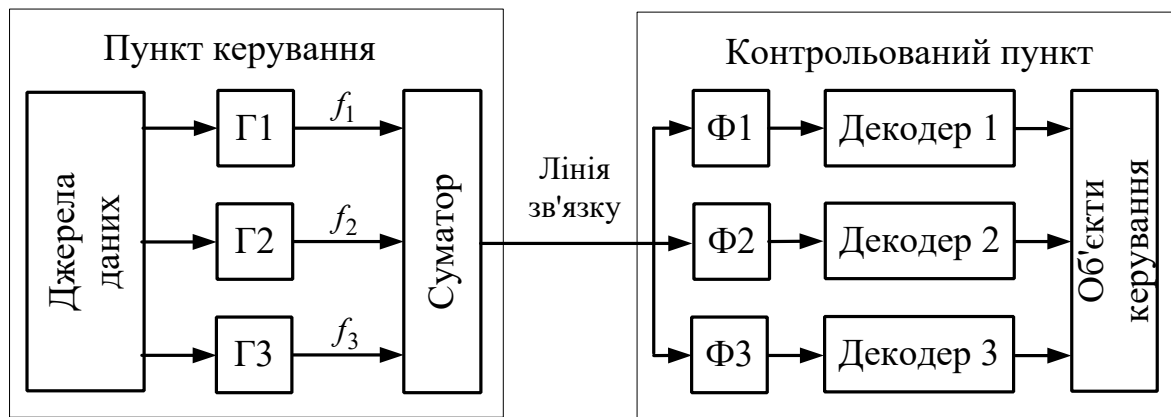 Пункт керування
Джерела
даних
Г1
f1
Г2
f2
Г3
f3
Суматор
Лінія
зв'язку
Контрольований пункт
Ф1
Декодер 1
Ф2
Декодер 2
Ф3
Декодер 3
Об'єкти
керування